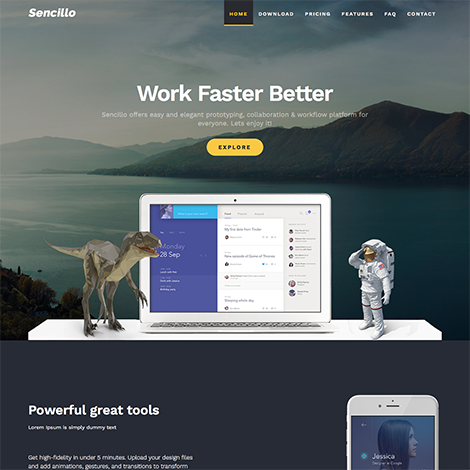 Sencillo
HOME DOWNLOAD PRICING FEATURES FAQ CONTACT
Work Faster Better
Sencillo offers easy and elegant prototyping, collaboration & workflow platform for
everyone. Lets enjoy it!
EXPLORE
Monday
28 Sep
My first date from Tinder
New episode of Game of Thrones
Sleeping whole day
Powerful great tools
Lorem Ipsum is simply dummy text
Get high-fidelity in under 5 minutes. Upload your design files
and add animations, gestures, and transitions to transform
Jessica